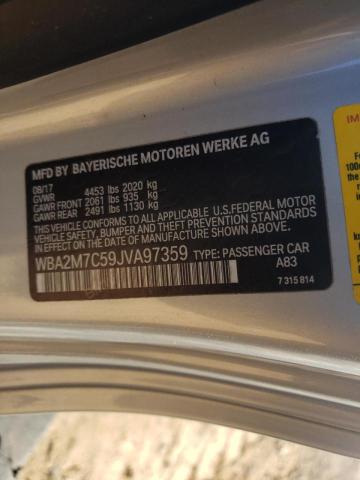 MFD BY BAYERISCHE MOTOREN WERKE AG
08/17
GVWR 4453 lbs 2020 kg
GAWR FRONT 2061 lbs 935 kg
GAWR REAR 2491 lbs 1130 kg
THIS VEHICLE CONFORMS TO ALL APPLICABLE U.S.FEDERAL MOTOR
VEHICLE SAFETY, BUMPER AND THEFT PREVENTION STANDARDS
IN EFFECT ON THE DATE OF MANUFACTURE SHOWN ABOVE.
WBA2M7C59JVA97359 TYPE: PASSENGER CAR
A83
7 315 814
IM
100
the